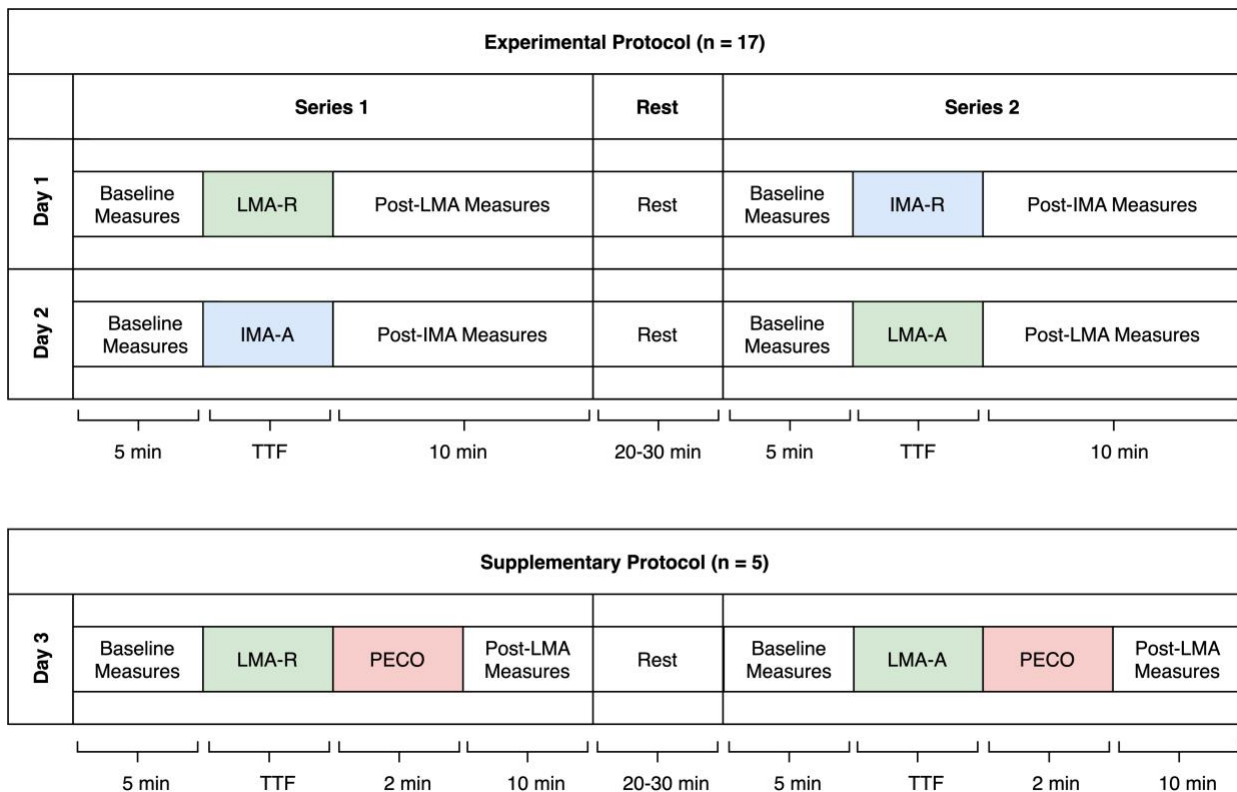 Experimental Protocol (n = 17)
Series 1
Rest
Series 2
Day 1
Baseline
Measures
LMA-R
Post-LMA Measures
Rest
Baseline
Measures
IMA-R
Post-IMA Measures
Day 2
Baseline
Measures
IMA-A
Post-IMA Measures
Rest
Baseline
Measures
LMA-A
Post-LMA Measures
5 min
TTF
10 min
20-30 min
5 min
TTF
10 min
Supplementary Protocol (n = 5)
Day 3
Baseline
Measures
LMA-R
PECO
Post-LMA
Measures
Rest
Baseline
Measures
LMA-A
PECO
Post-LMA
Measures
5 min
TTF
2 min
10 min
20-30 min
5 min
TTF
2 min
10 min